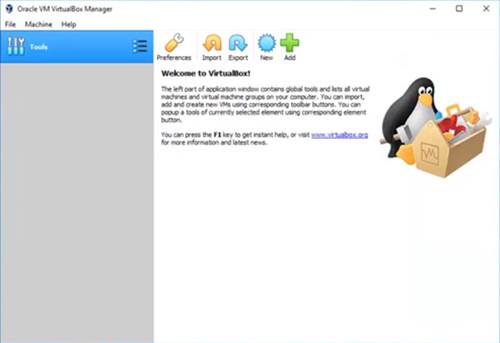 Oracle VM VirtualBox Manager
File Machine Help
Tools
Preferences Import Export New Add
Welcome to VirtualBox!
The left part of application window contains global tools and lists all virtual
machines and virtual machine groups on your computer. You can import,
add and create new VMs using corresponding toolbar buttons. You can
popup a tools of currently selected element using corresponding element
button.
You can press the F1 key to get instant help, or visit www.virtualbox.org
for more information and latest news.
VM